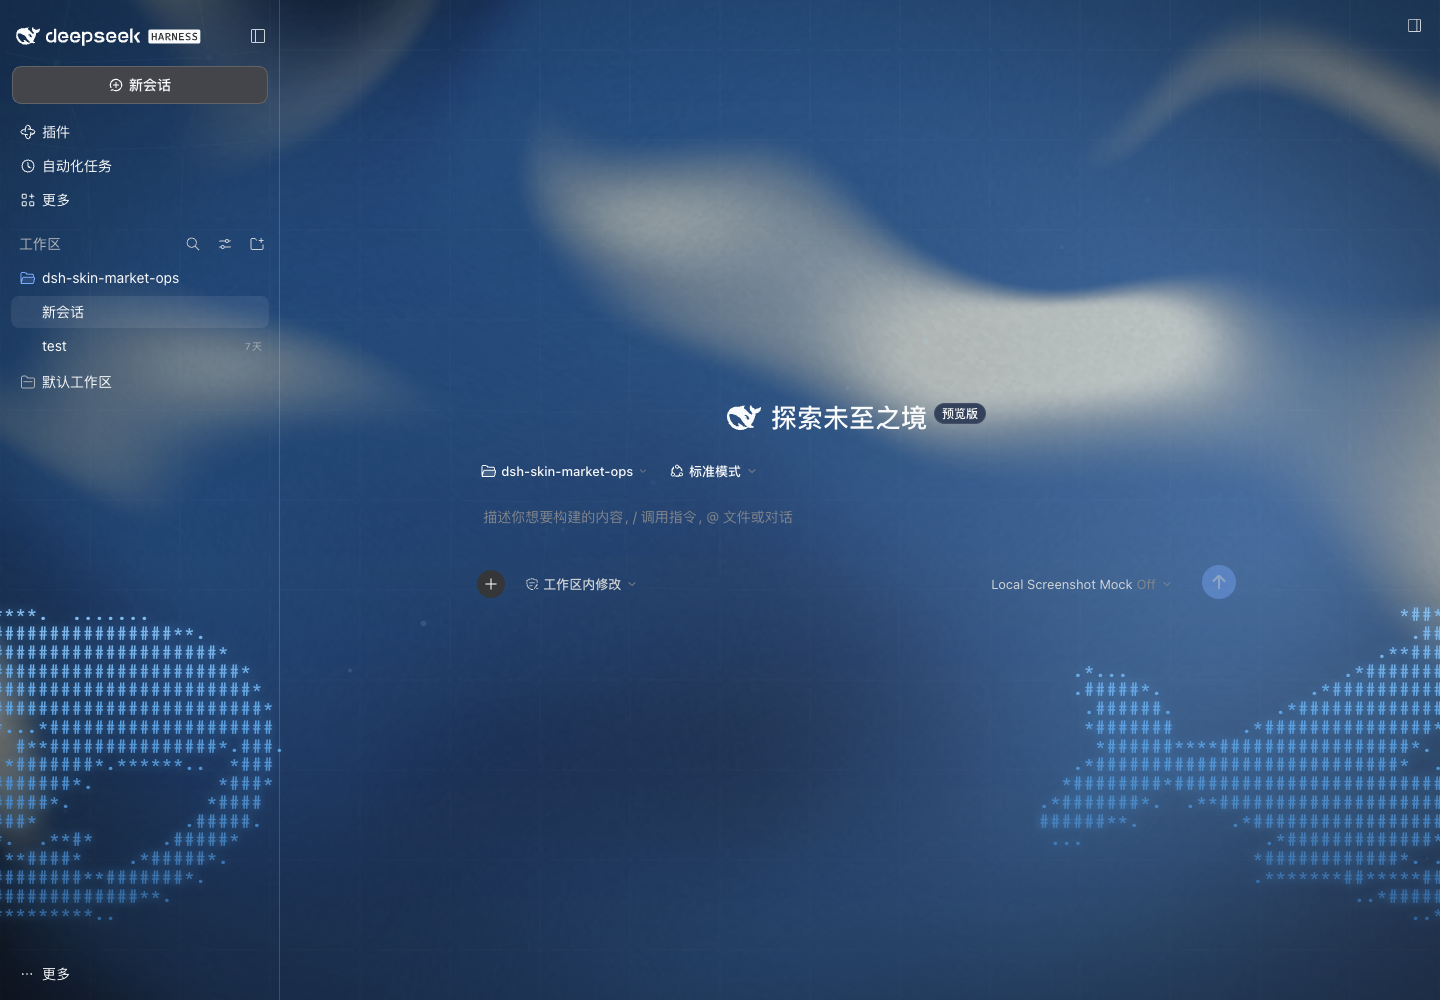 deepseek HARNESS
新会话
插件
自动化任务
更多
工作区
dsh-skin-market-ops
新会话
test 7天
默认工作区
探索未至之境 预览版
dsh-skin-market-ops 标准模式
描述你想要构建的内容, / 调用指令, @ 文件或对话
工作区内修改 Local Screenshot Mock Off
更多